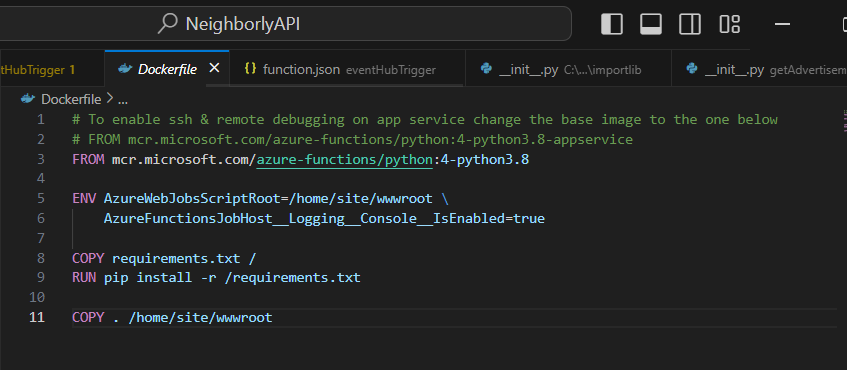 NeighborlyAPI
tHubTrigger 1
Dockerfile
{} function.json eventHubTrigger
__init__.py C:\...\importlib
__init__.py getAdvertisem
Dockerfile > ...
1 # To enable ssh & remote debugging on app service change the base image to the one below
2 # FROM mcr.microsoft.com/azure-functions/python:4-python3.8-appservice
3 FROM mcr.microsoft.com/azure-functions/python:4-python3.8
4
5 ENV AzureWebJobsScriptRoot=/home/site/wwwroot \
6 AzureFunctionsJobHost__Logging__Console__IsEnabled=true
7
8 COPY requirements.txt /
9 RUN pip install -r /requirements.txt
10
11 COPY . /home/site/wwwroot